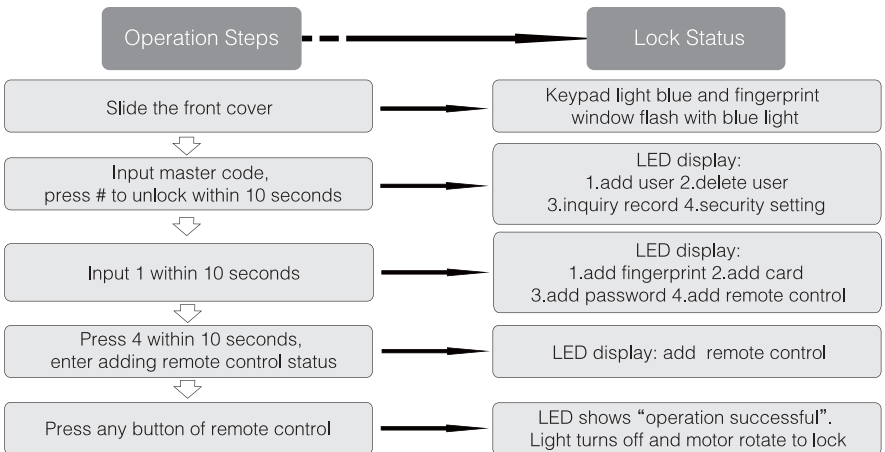 Operation Steps
Lock Status
Slide the front cover
Keypad light blue and fingerprint
window flash with blue light
Input master code,
press # to unlock within 10 seconds
LED display:
1.add user 2.delete user
3.inquiry record 4.security setting
Input 1 within 10 seconds
LED display:
1.add fingerprint 2.add card
3.add password 4.add remote control
Press 4 within 10 seconds,
enter adding remote control status
LED display: add remote control
Press any button of remote control
LED shows “operation successful”.
Light turns off and motor rotate to lock